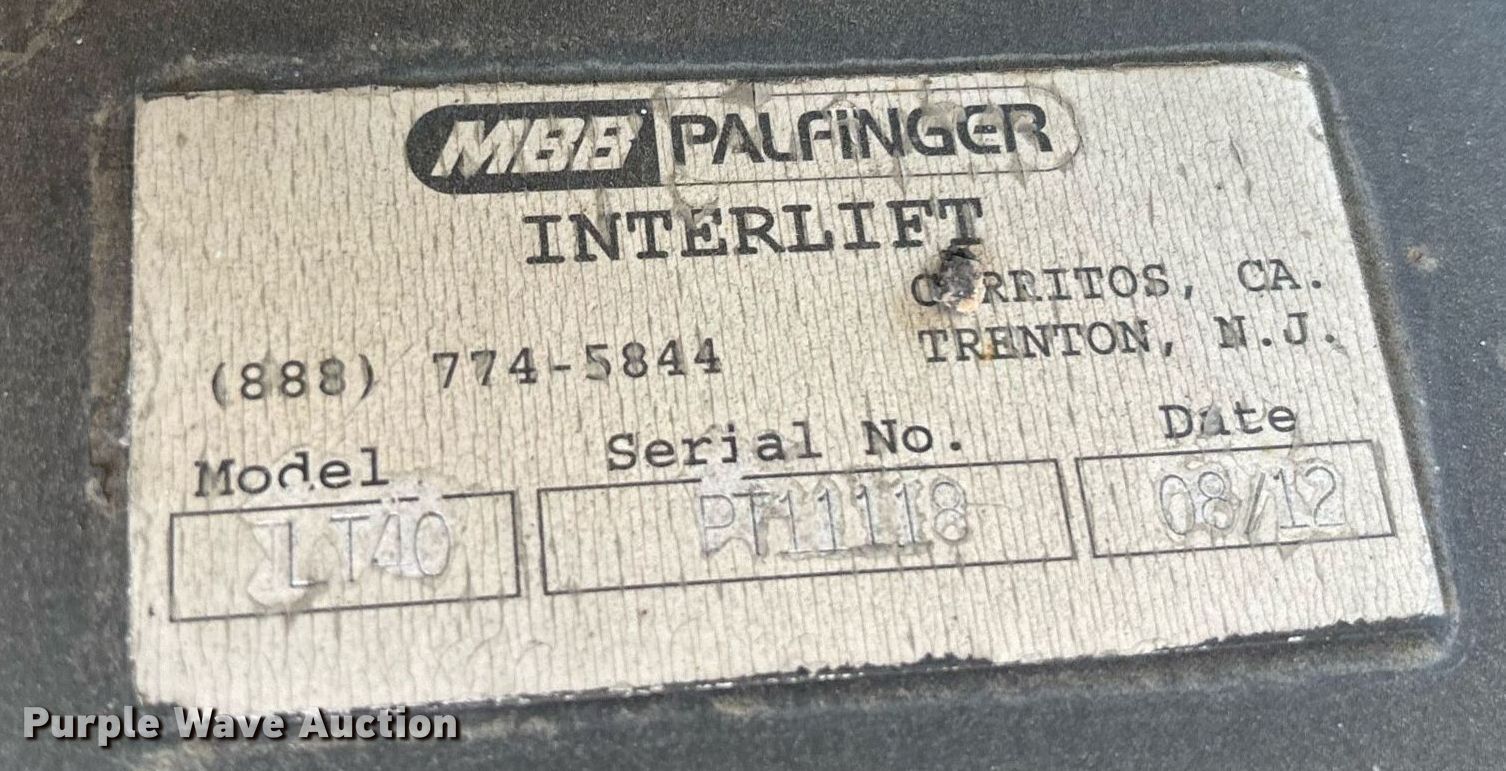 MBB PALFINGER
INTERLIFT
CERRITOS, CA.
(888) 774-5844 TRENTON, N.J.
Model Serial No. Date
ILT40 PT11118 08/12
Purple Wave Auction